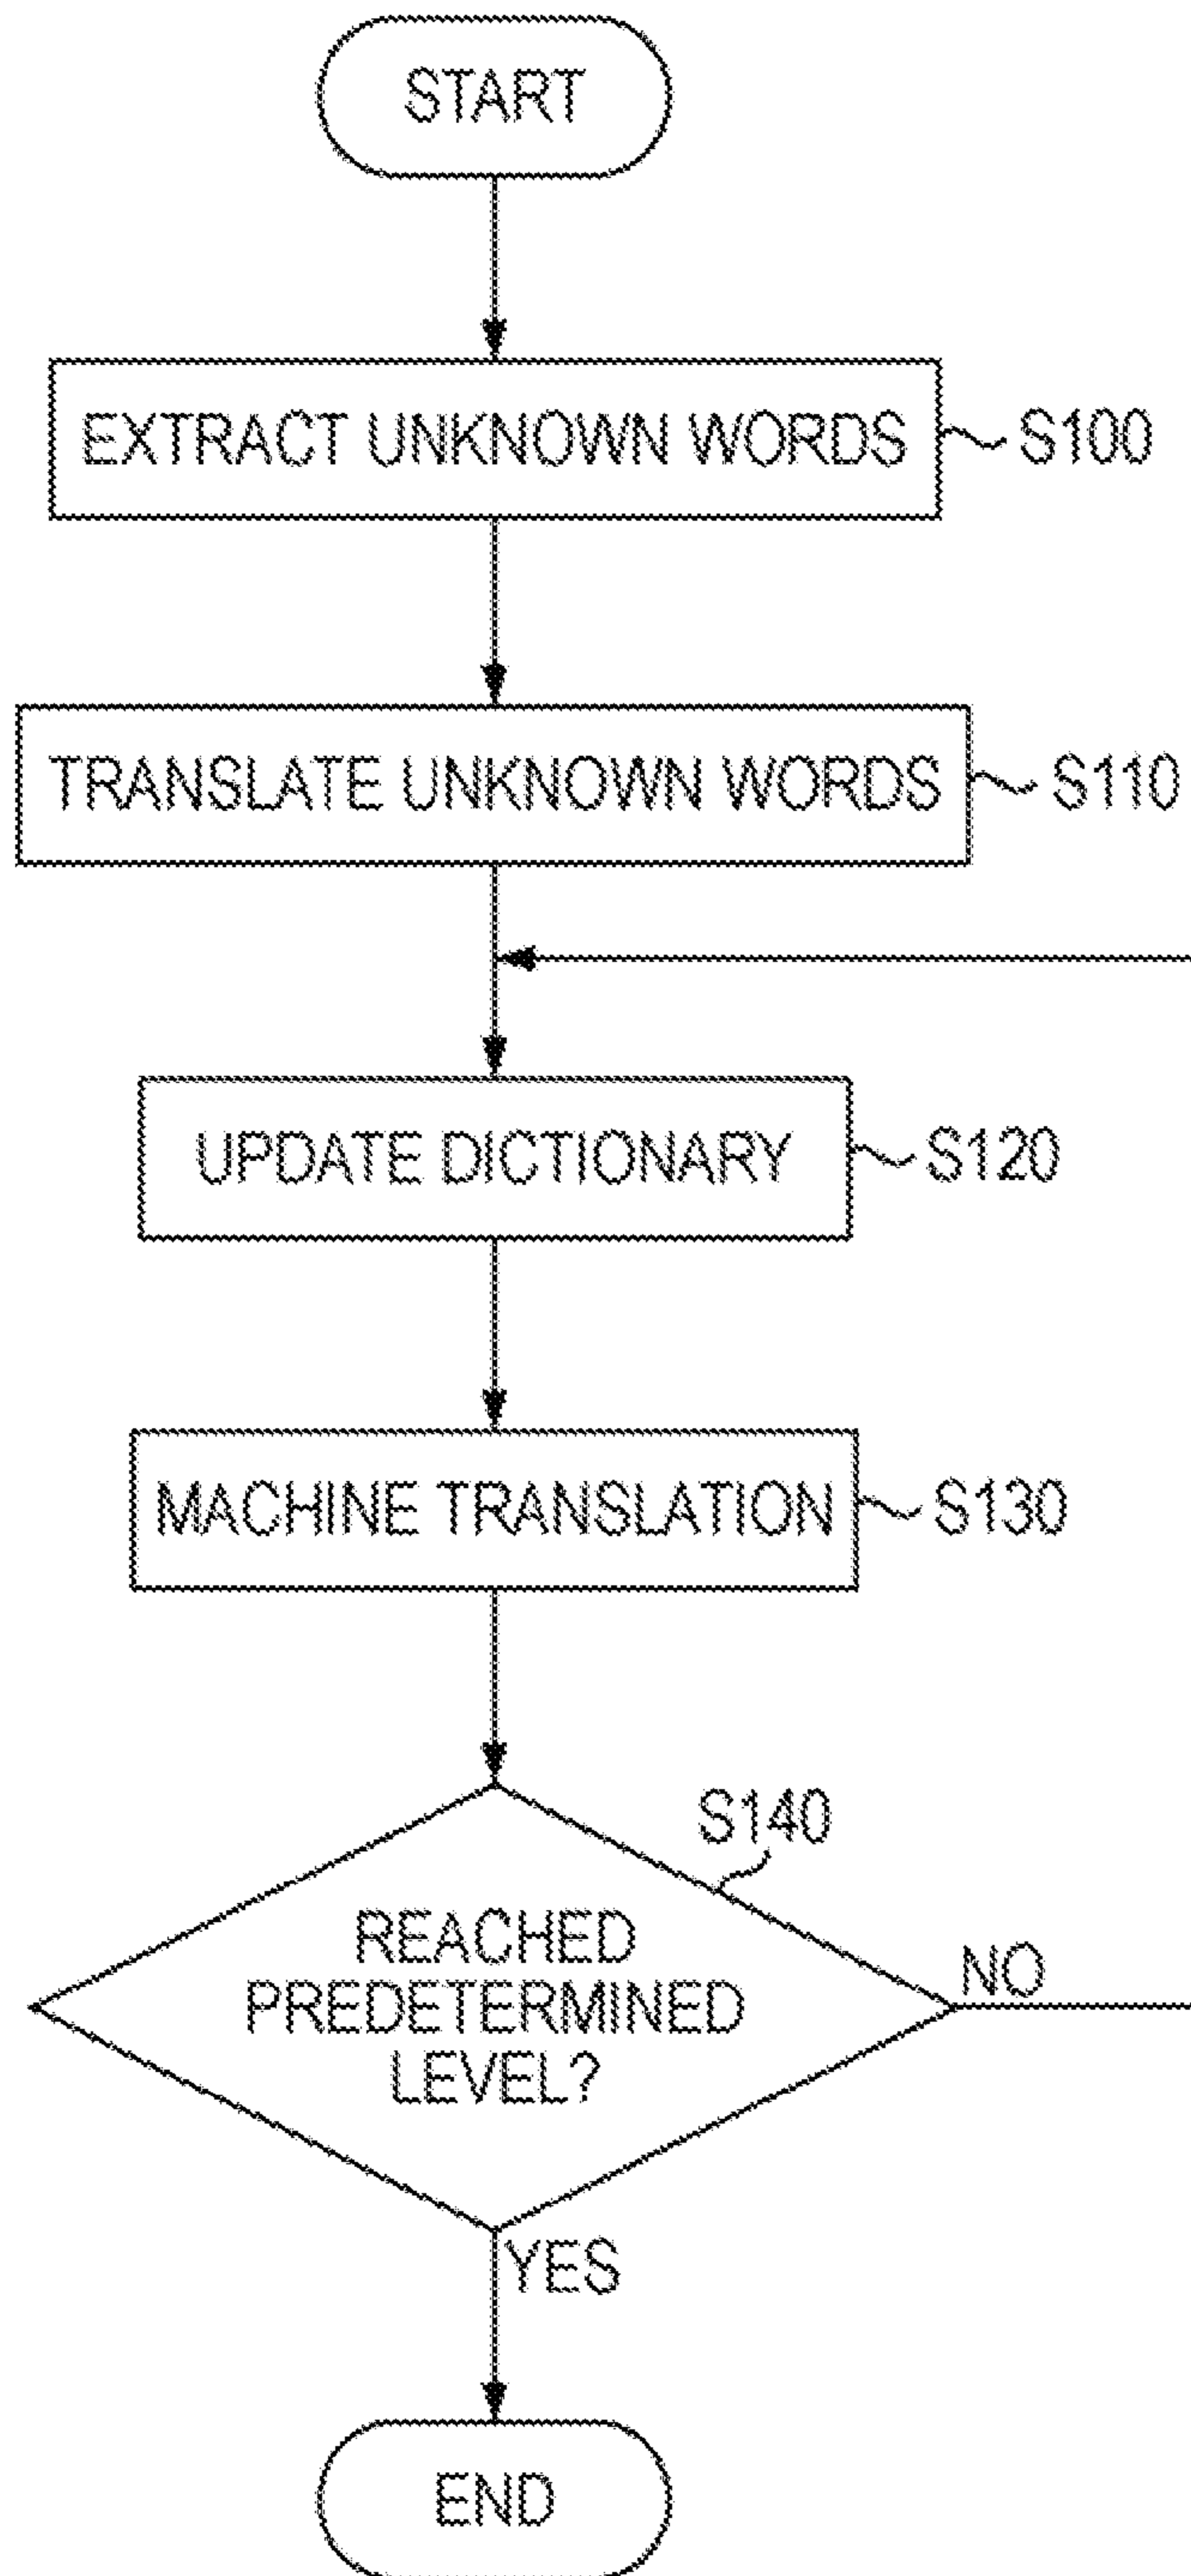 START
EXTRACT UNKNOWN WORDS
S100
TRANSLATE UNKNOWN WORDS
S110
UPDATE DICTIONARY
S120
MACHINE TRANSLATION
S130
S140
REACHED
PREDETERMINED
LEVEL?
NO
YES
END